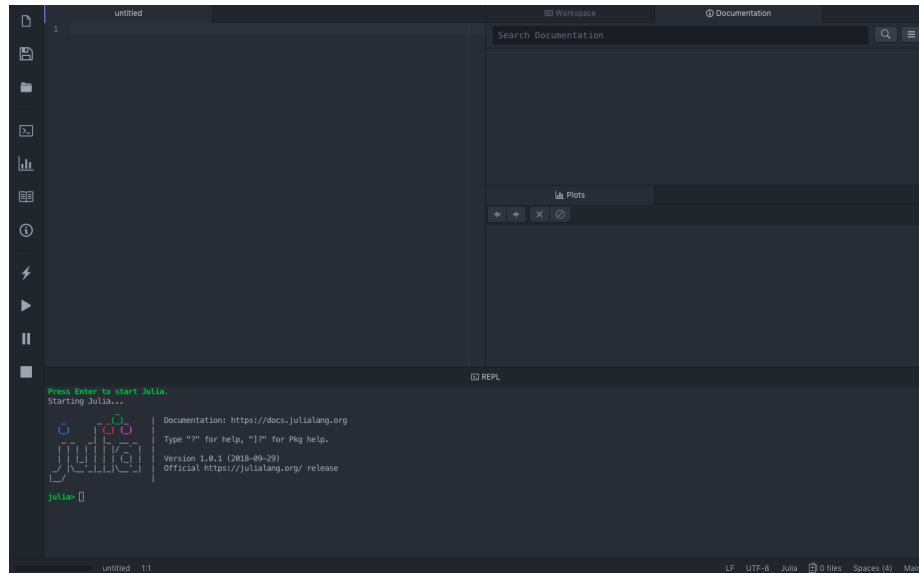 untitled
Workspace
Documentation
1
Search Documentation
Plots
REPL
Press Enter to start Julia.
Starting Julia...
Documentation: https://docs.julialang.org
Type "?" for help, "]?" for Pkg help.
Version 1.0.1 (2018-09-29)
Official https://julialang.org/ release
julia>
untitled 1:1 LF UTF-8 Julia 0 files Spaces (4) Main